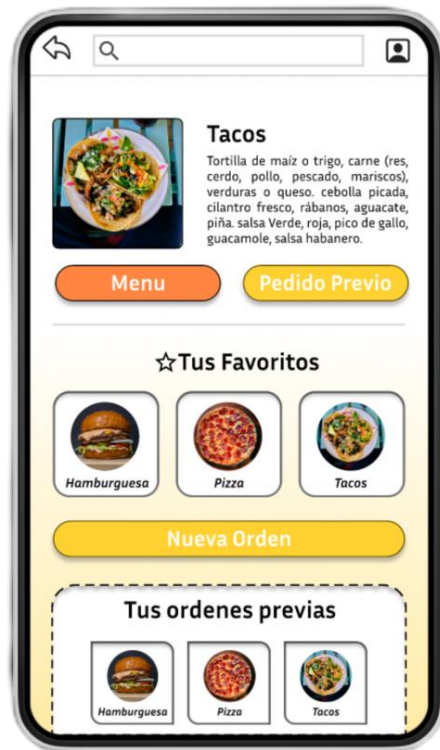 Tacos
Tortilla de maíz o trigo, carne (res,
cerdo, pollo, pescado, mariscos),
verduras o queso. cebolla picada,
cilantro fresco, rábanos, aguacate,
piña. salsa Verde, roja, pico de gallo,
guacamole, salsa habanero.
Menu
Pedido Previo
Tus Favoritos
Hamburguesa
Pizza
Tacos
Nueva Orden
Tus ordenes previas
Hamburguesa
Pizza
Tacos